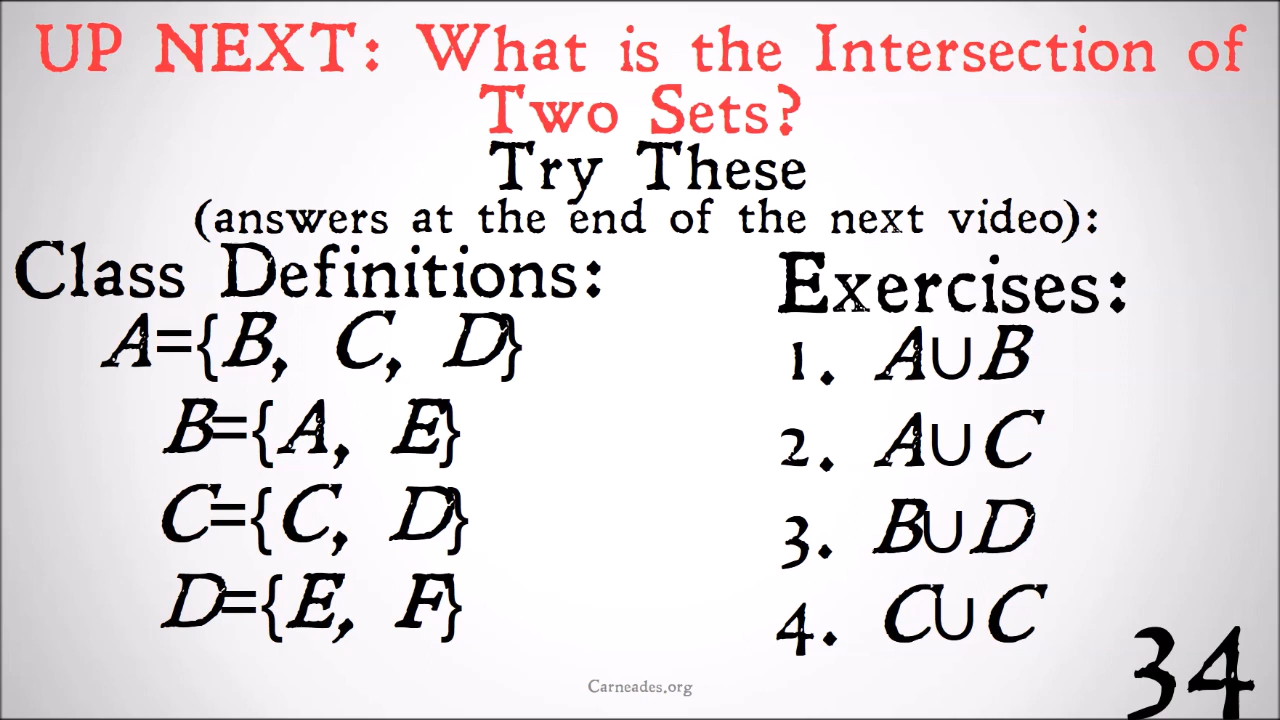 UP NEXT: What is the Intersection of
Two Sets?
Try These
(answers at the end of the next video):
Class Definitions:
A={B, C, D}
B={A, E}
C={C, D}
D={E, F}
Exercises:
1. A∪B
2. A∪C
3. B∪D
4. C∪C
Carneades.org
34